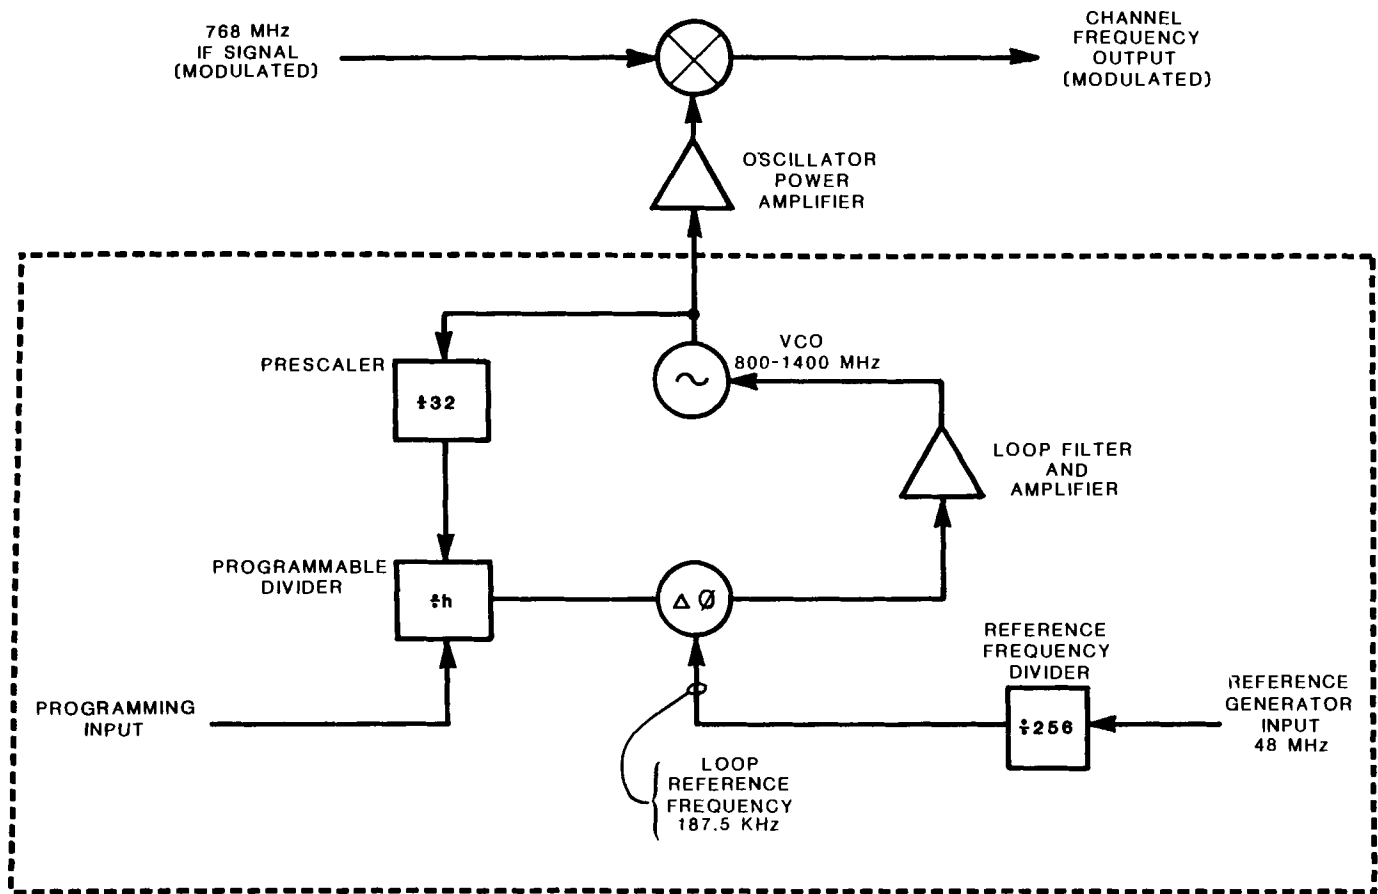 768 MHz
IF SIGNAL
(MODULATED)
CHANNEL
FREQUENCY
OUTPUT
(MODULATED)
OSCILLATOR
POWER
AMPLIFIER
PRESCALER
÷32
VCO
800-1400 MHz
~
LOOP FILTER
AND
AMPLIFIER
PROGRAMMABLE
DIVIDER
÷h
Δ Ø
REFERENCE
FREQUENCY
DIVIDER
÷256
REFERENCE
GENERATOR
INPUT
48 MHz
PROGRAMMING
INPUT
LOOP
REFERENCE
FREQUENCY
187.5 KHz